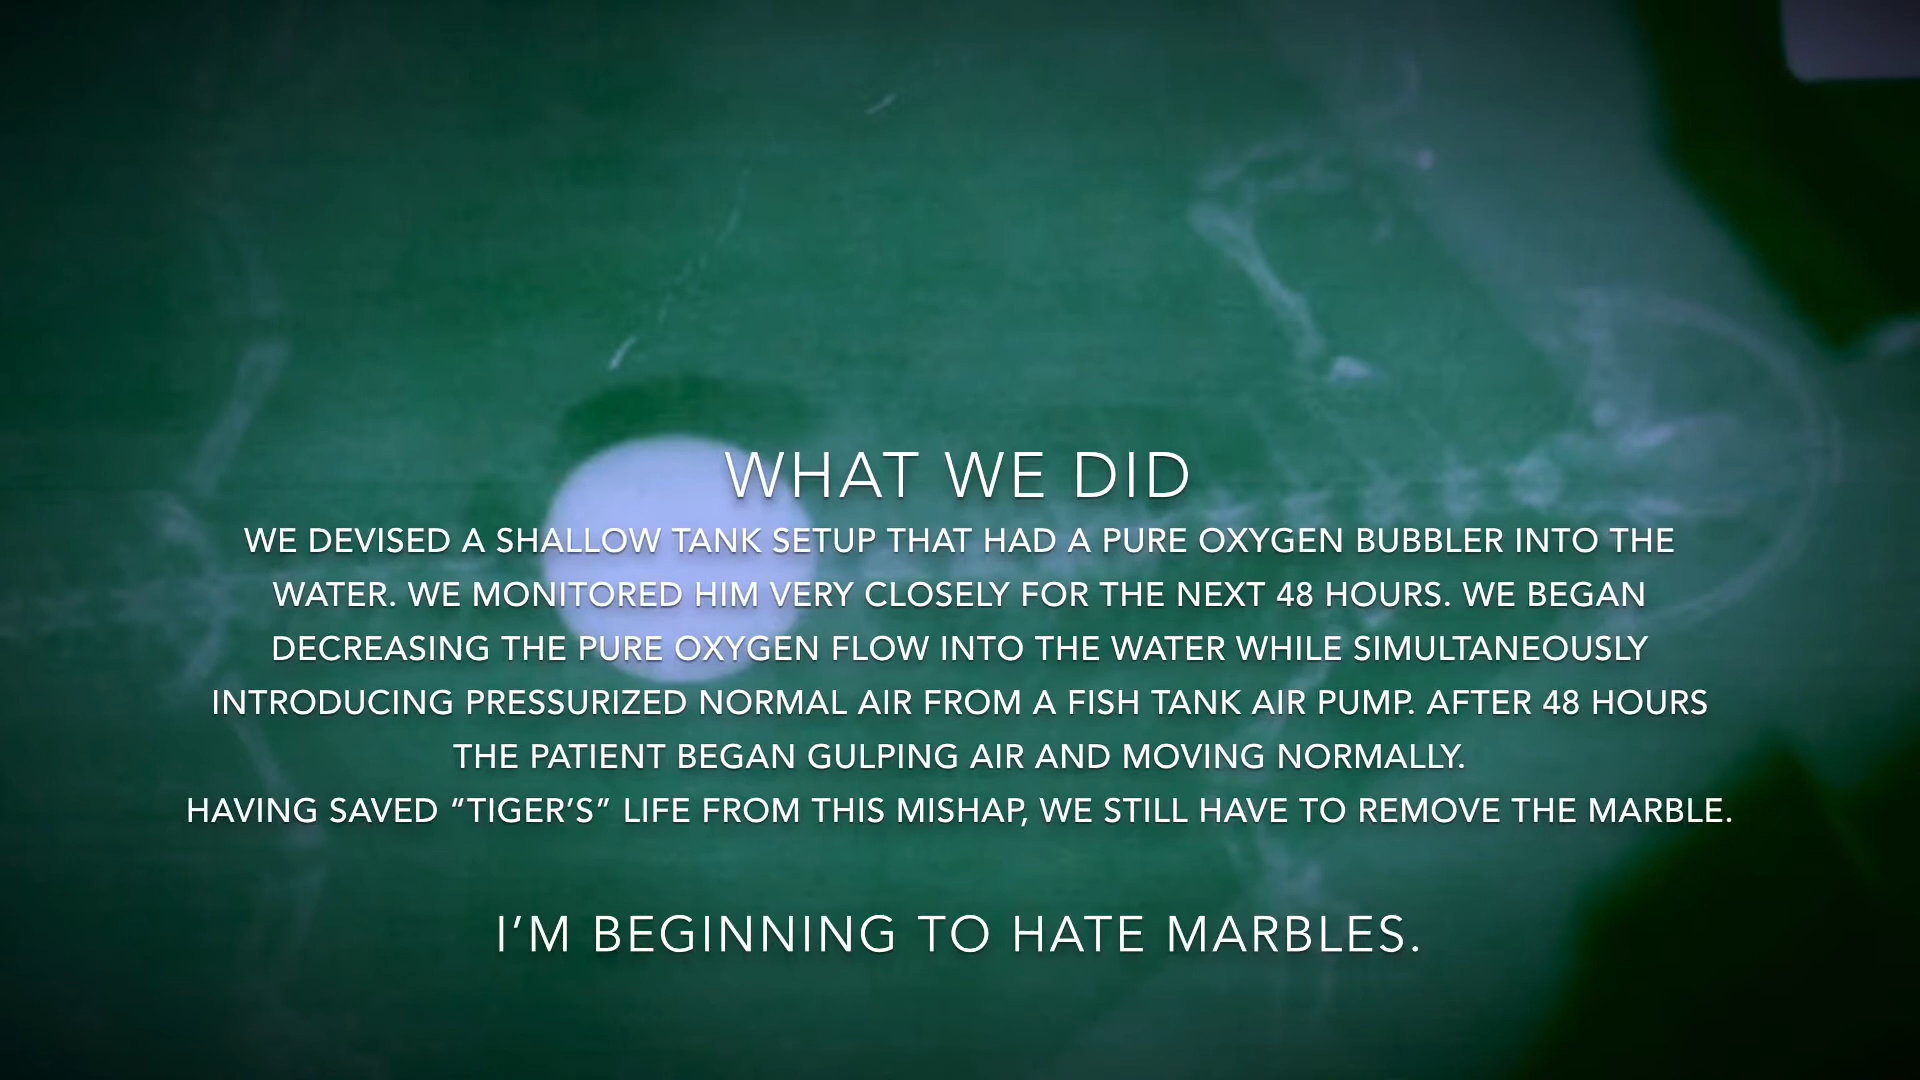 WHAT WE DID
WE DEVISED A SHALLOW TANK SETUP THAT HAD A PURE OXYGEN BUBBLER INTO THE
WATER. WE MONITORED HIM VERY CLOSELY FOR THE NEXT 48 HOURS. WE BEGAN
DECREASING THE PURE OXYGEN FLOW INTO THE WATER WHILE SIMULTANEOUSLY
INTRODUCING PRESSURIZED NORMAL AIR FROM A FISH TANK AIR PUMP. AFTER 48 HOURS
THE PATIENT BEGAN GULPING AIR AND MOVING NORMALLY.
HAVING SAVED “TIGER’S” LIFE FROM THIS MISHAP, WE STILL HAVE TO REMOVE THE MARBLE.
I’M BEGINNING TO HATE MARBLES.